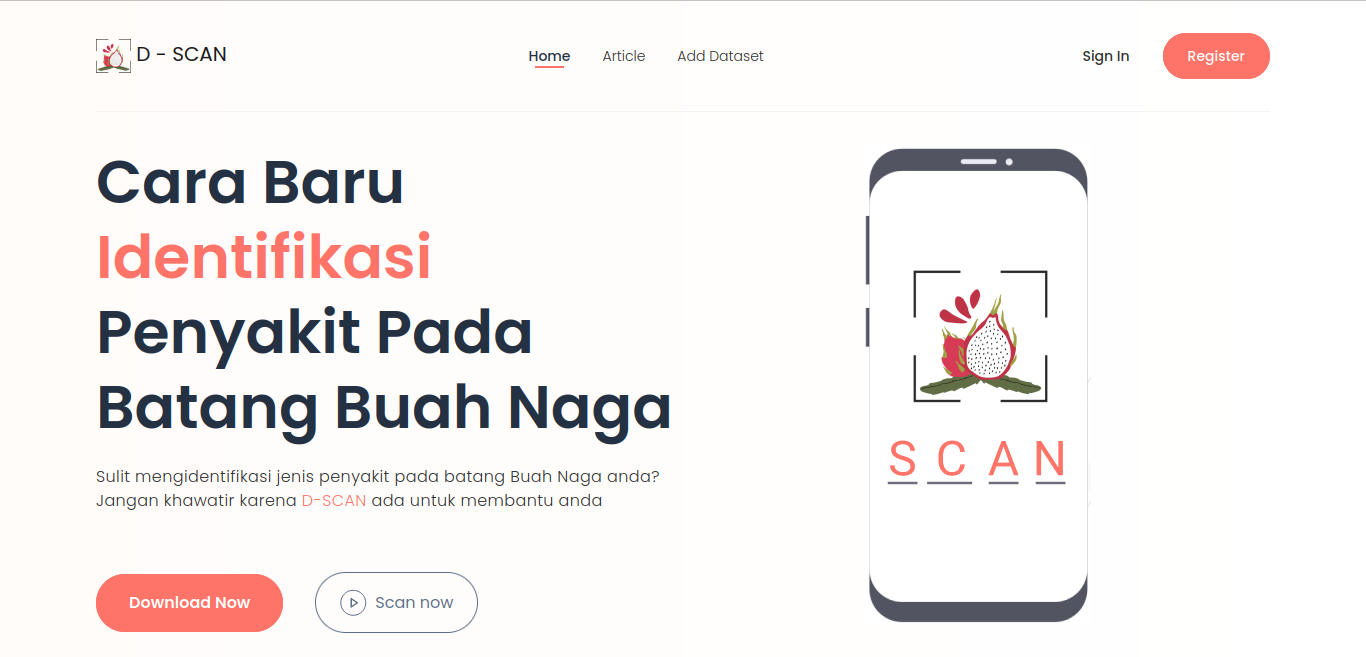 D - SCAN
Home Article Add Dataset
Sign In Register
Cara Baru
Identifikasi
Penyakit Pada
Batang Buah Naga
Sulit mengidentifikasi jenis penyakit pada batang Buah Naga anda?
Jangan khawatir karena D-SCAN ada untuk membantu anda
Download Now
Scan now
SCAN